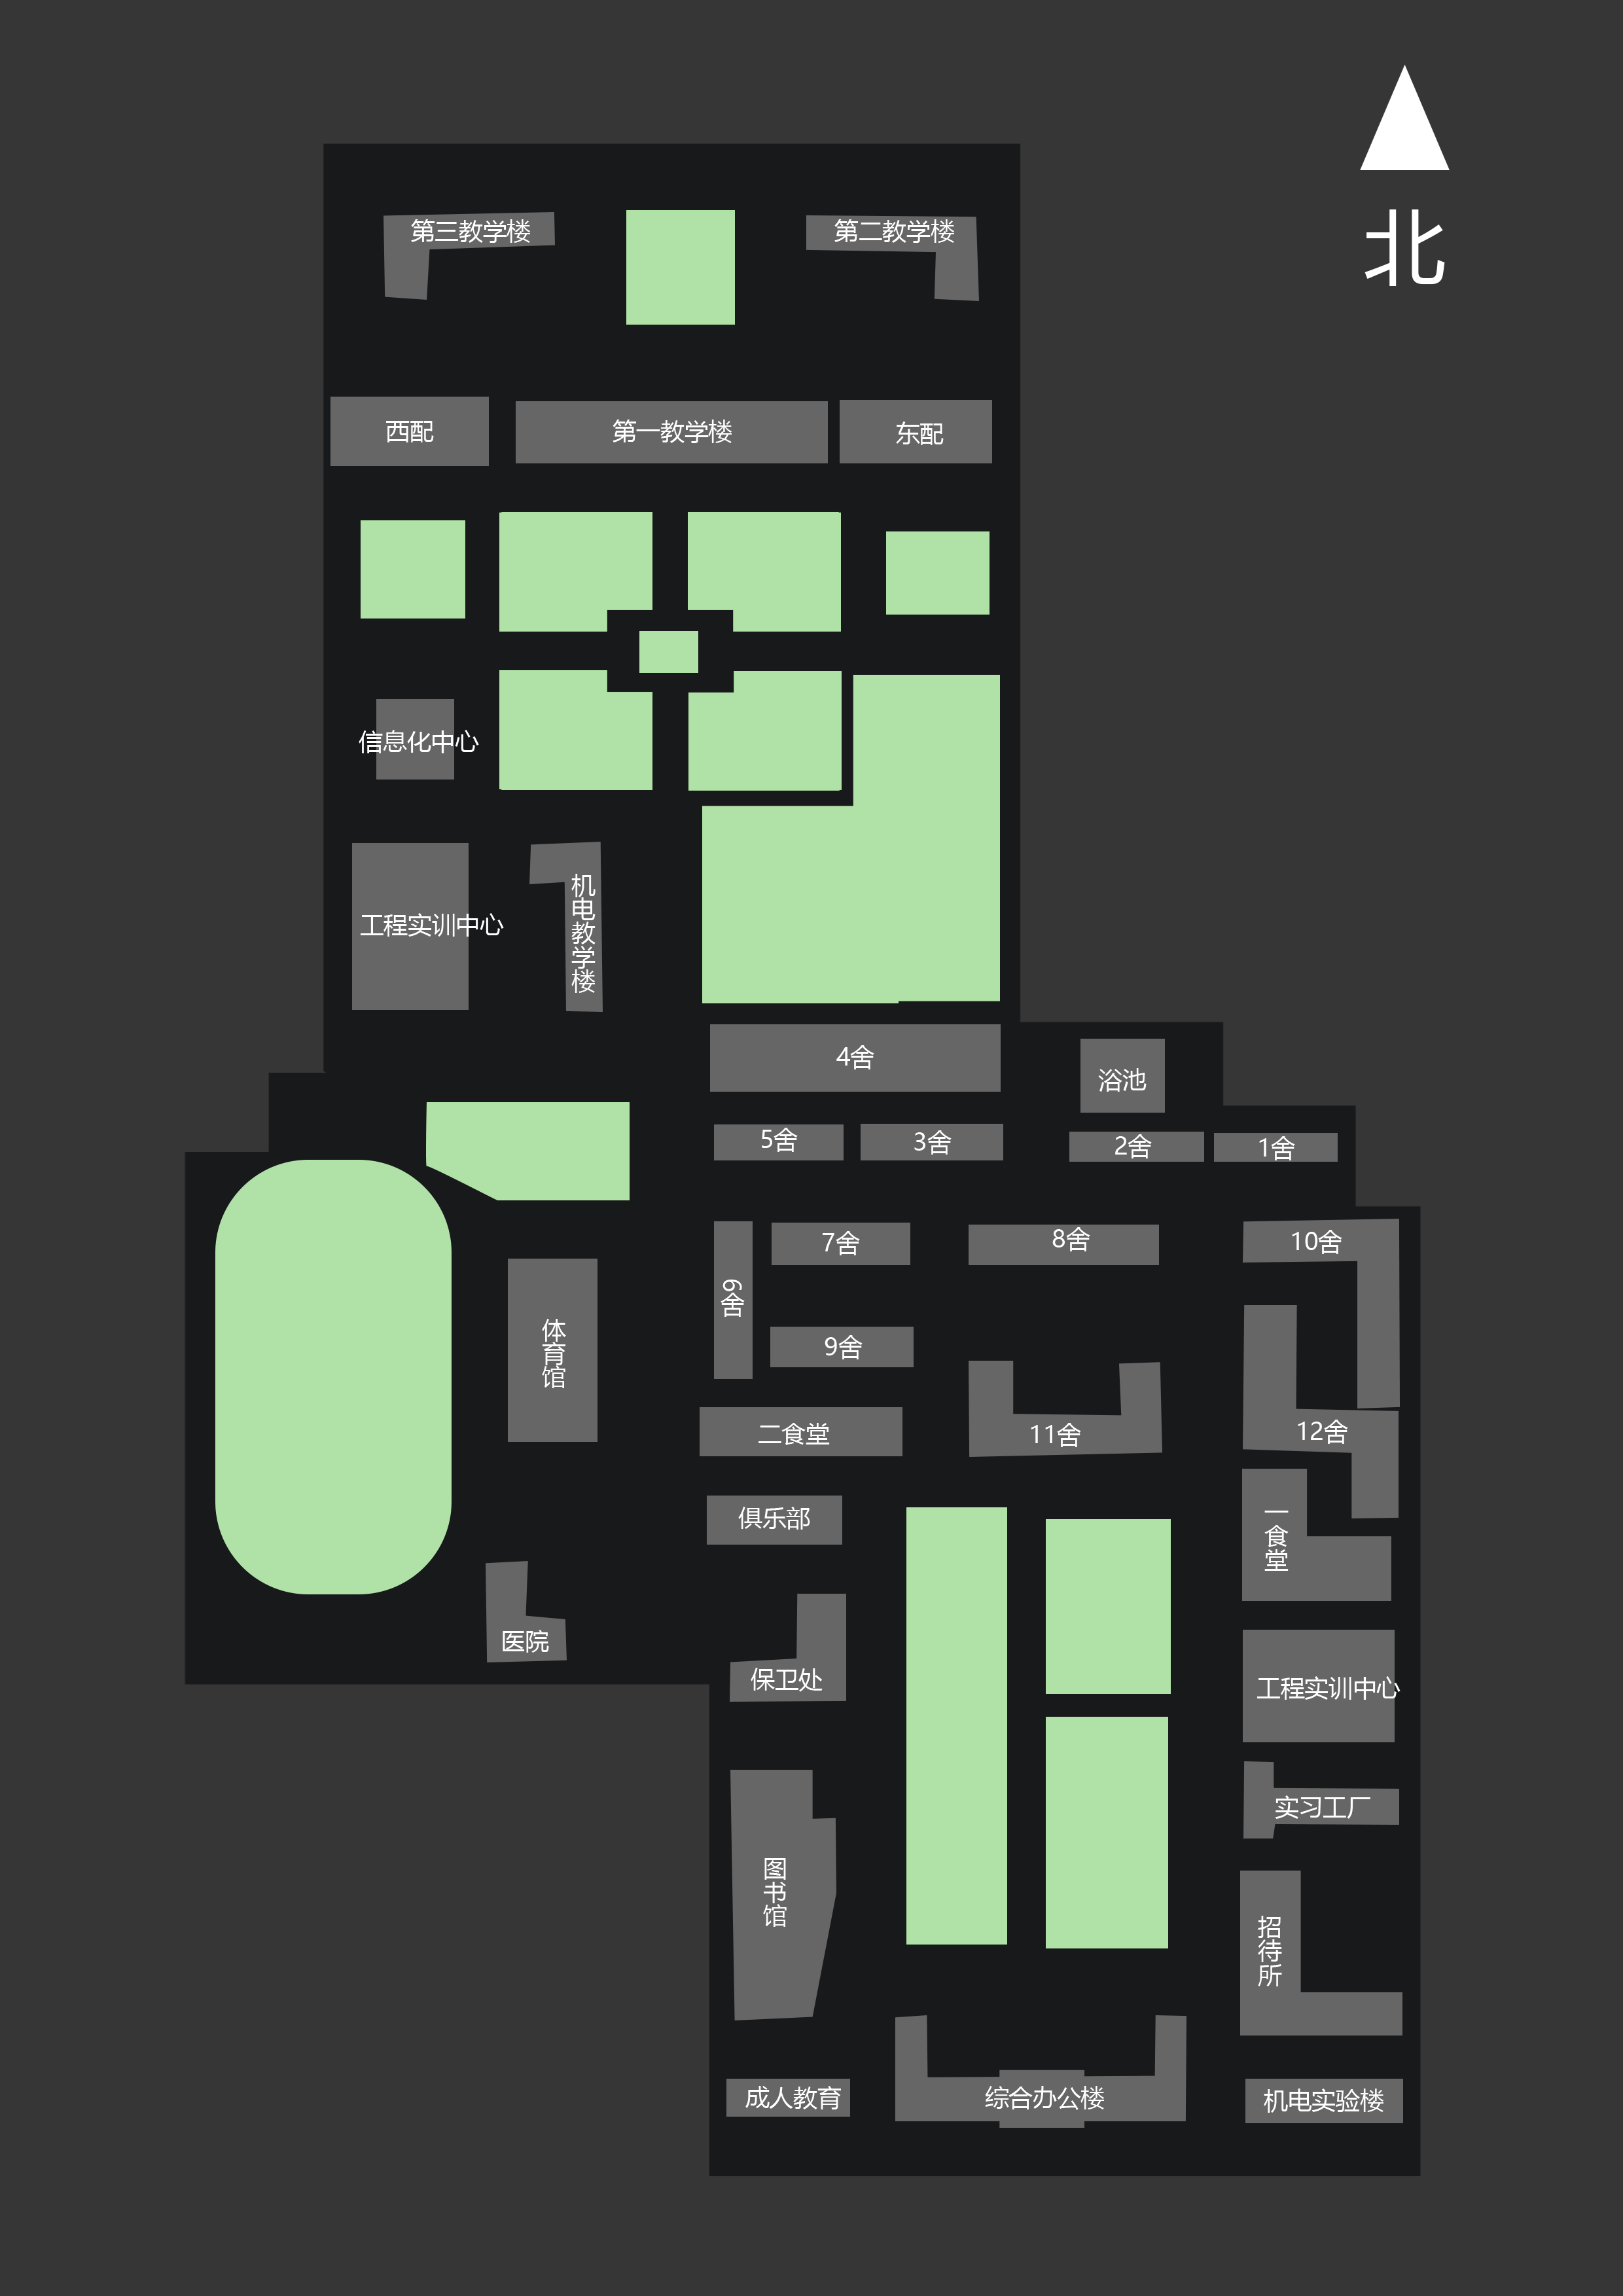 北
第三教学楼
第二教学楼
西配
第一教学楼
东配
信息化中心
工程实训中心
机电教学楼
4舍
浴池
5舍
3舍
2舍
1舍
6舍
7舍
8舍
10舍
体育馆
9舍
二食堂
11舍
12舍
俱乐部
一食堂
医院
保卫处
工程实训中心
实习工厂
图书馆
招待所
成人教育
综合办公楼
机电实验楼